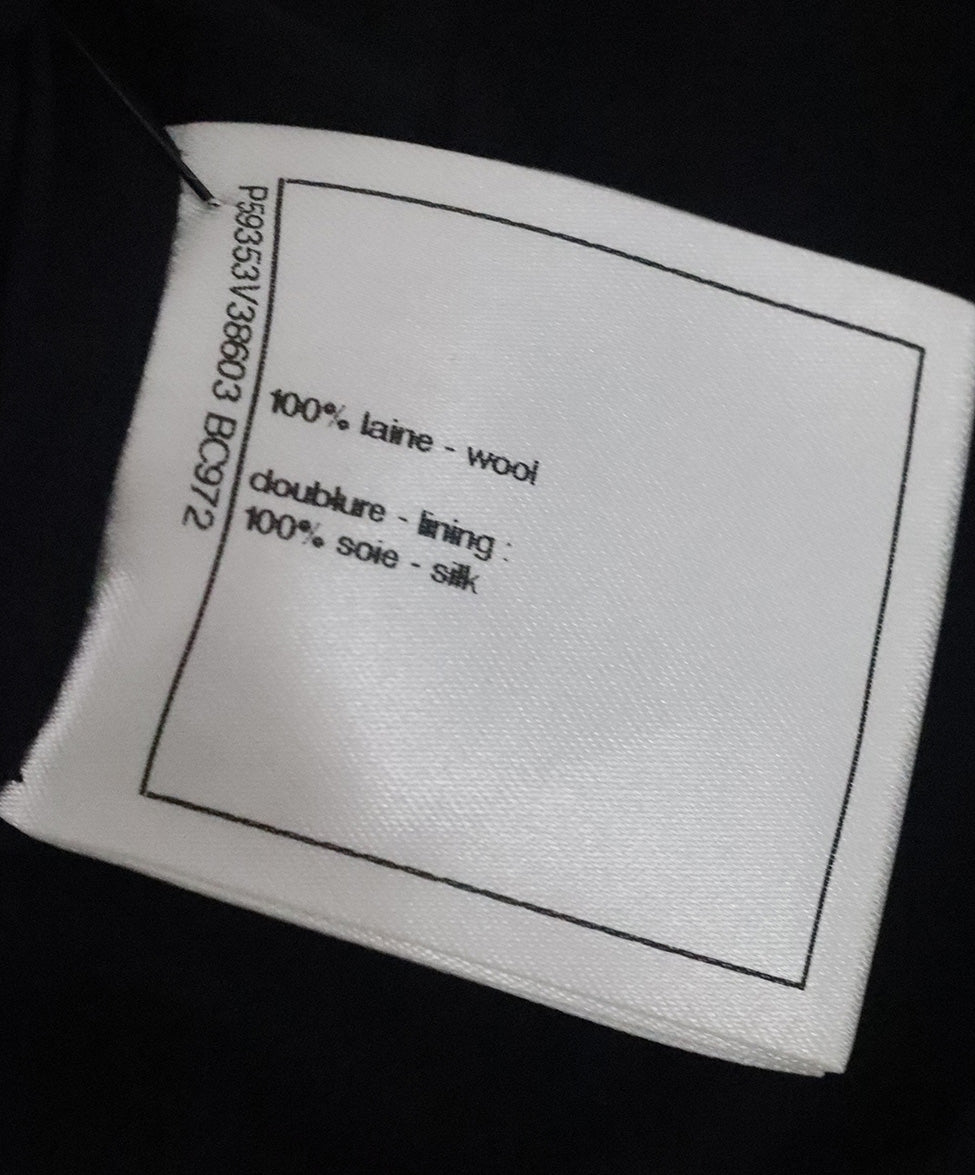 P59353V38603 BC972
100% laine - wool
doublure - lining :
100% soie - silk